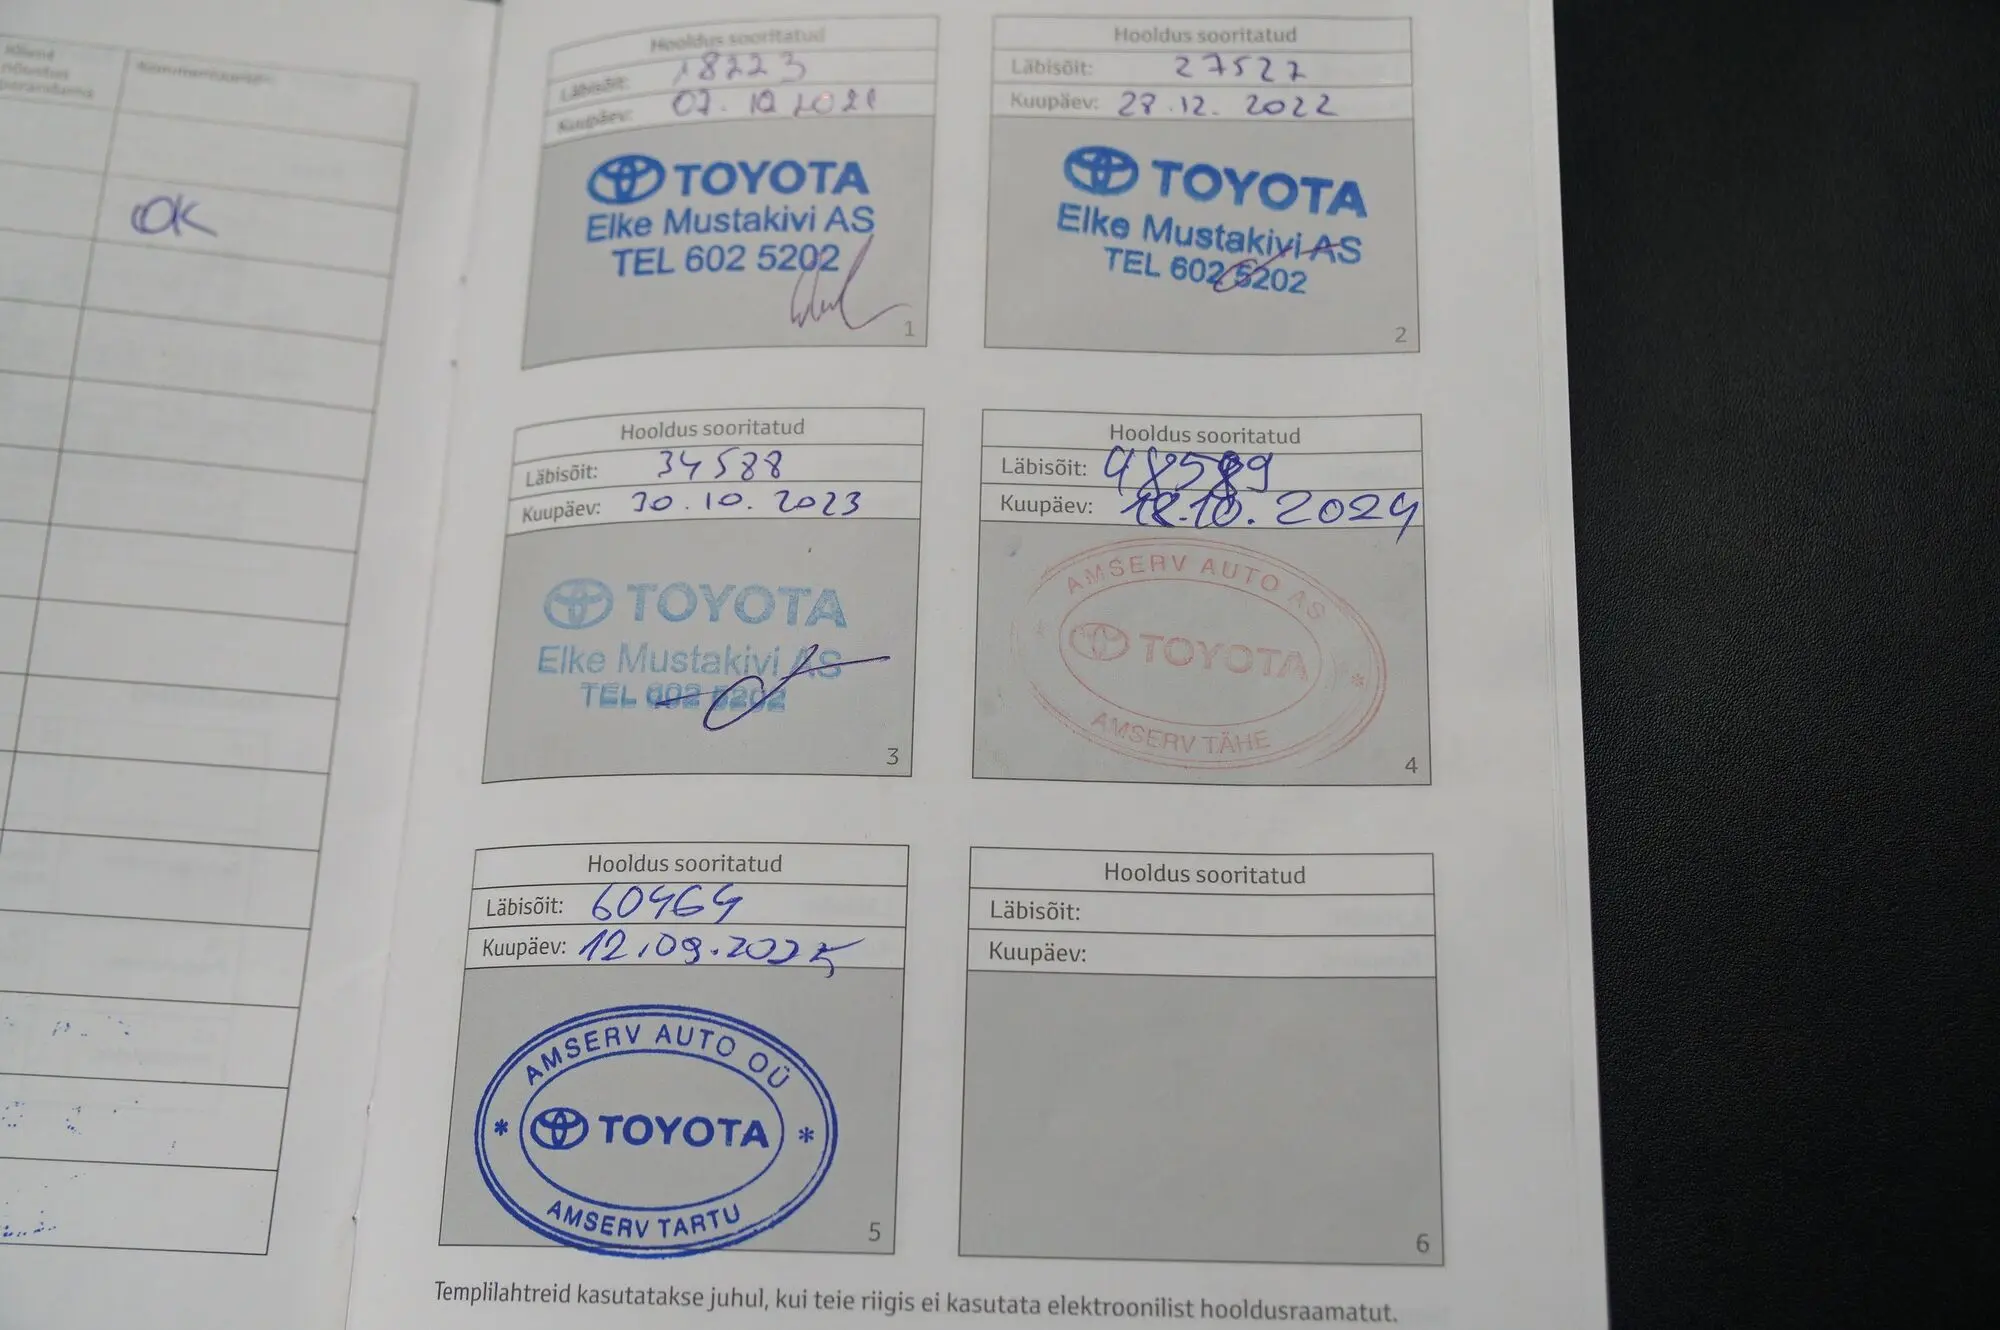 Kommentaarid
OK
Hooldus sooritatud
Läbisõit: 18223
Kuupäev: 07.10.2021
TOYOTA
Elke Mustakivi AS
TEL 602 5202
1
Hooldus sooritatud
Läbisõit: 27527
Kuupäev: 28.12.2022
TOYOTA
Elke Mustakivi AS
TEL 602 5202
2
Hooldus sooritatud
Läbisõit: 34588
Kuupäev: 30.10.2023
TOYOTA
Elke Mustakivi AS
TEL 602 5202
3
Hooldus sooritatud
Läbisõit:
Kuupäev: 10.2024
AMSERV AUTO AS
TOYOTA
*
AMSERV TÄHE
4
Hooldus sooritatud
Läbisõit: 60464
Kuupäev: 12.09.2025
AMSERV AUTO OÜ
* TOYOTA *
AMSERV TARTU
5
Hooldus sooritatud
Läbisõit:
Kuupäev:
6
Templilahtreid kasutatakse juhul, kui teie riigis ei kasutata elektroonilist hooldusraamatut.